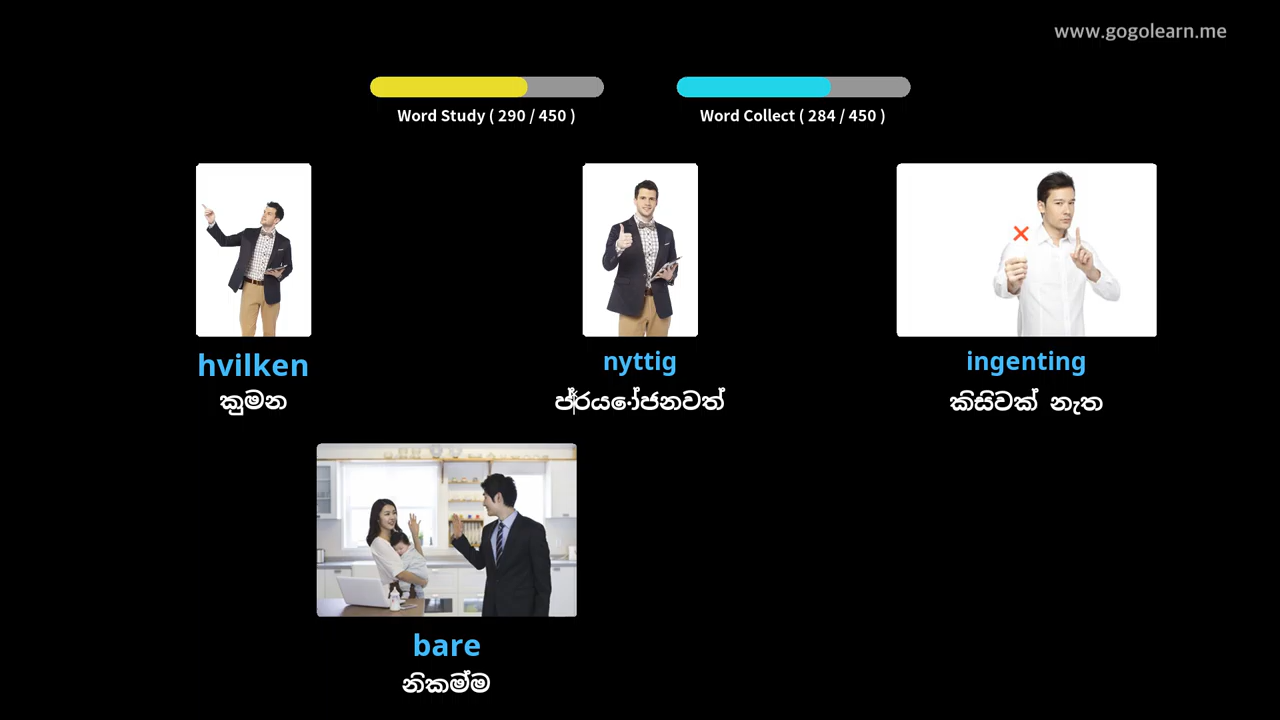 www.gogolearn.me
Word Study ( 290 / 450 )
Word Collect ( 284 / 450 )
hvilken
nyttig
ingenting
කුමන
ප්‍රයෝජනවත්
කිසිවක් නැත
bare
නිකම්ම